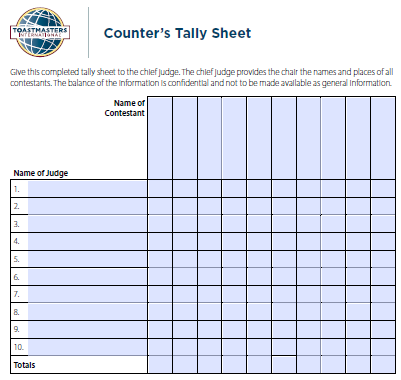 TOASTMASTERS
INTERNATIONAL
Counter's Tally Sheet
Give this completed tally sheet to the chief judge. The chief judge provides the chair the names and places of all
contestants. The balance of the information is confidential and not to be made available as general information.
Name of
Contestant
Name of Judge
1.
2.
3.
4.
5.
6.
7.
8.
9.
10.
Totals